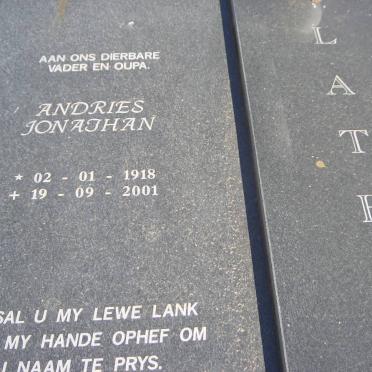 AAN ONS DIERBARE
VADER EN OUPA.
ANDRIES
JONATHAN
* 02 - 01 - 1918
+ 19 - 09 - 2001
SAL U MY LEWE LANK
MY HANDE OPHEF OM
NAAM TE PRYS.
L
A
T